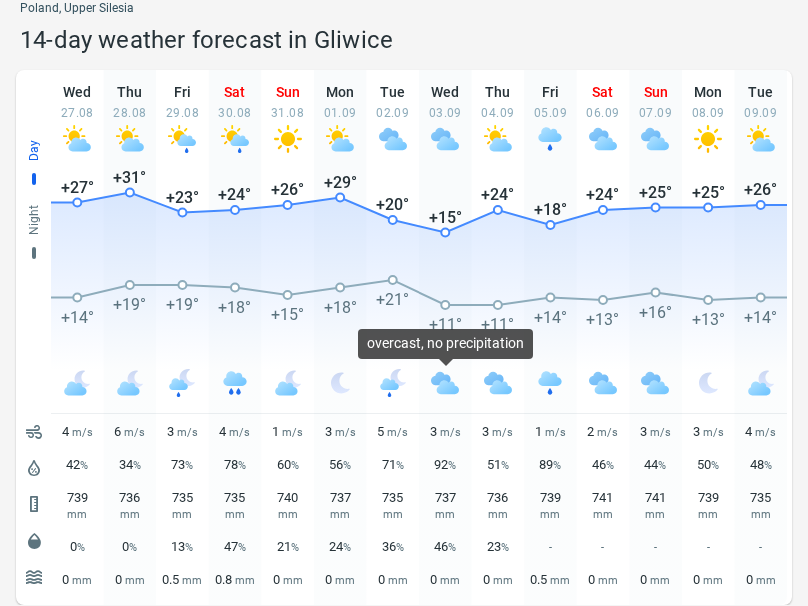 Poland, Upper Silesia
14-day weather forecast in Gliwice
Wed Thu Fri Sat Sun Mon Tue Wed Thu Fri Sat Sun Mon Tue
27.08 28.08 29.08 30.08 31.08 01.09 02.09 03.09 04.09 05.09 06.09 07.09 08.09 09.09
Day
+27° +31° +23° +24° +26° +29° +20° +15° +24° +18° +24° +25° +25° +26°
Night
+14° +19° +19° +18° +15° +18° +21° +11° +11° +14° +13° +16° +13° +14°
overcast, no precipitation
4 m/s 6 m/s 3 m/s 4 m/s 1 m/s 3 m/s 5 m/s 3 m/s 3 m/s 1 m/s 2 m/s 3 m/s 3 m/s 4 m/s
42% 34% 73% 78% 60% 56% 71% 92% 51% 89% 46% 44% 50% 48%
739 736 735 735 740 737 735 737 736 739 741 741 739 735
mm mm mm mm mm mm mm mm mm mm mm mm mm mm
0% 0% 13% 47% 21% 24% 36% 46% 23% - - - - -
0 mm 0 mm 0.5 mm 0.8 mm 0 mm 0 mm 0 mm 0 mm 0 mm 0.5 mm 0 mm 0 mm 0 mm 0 mm